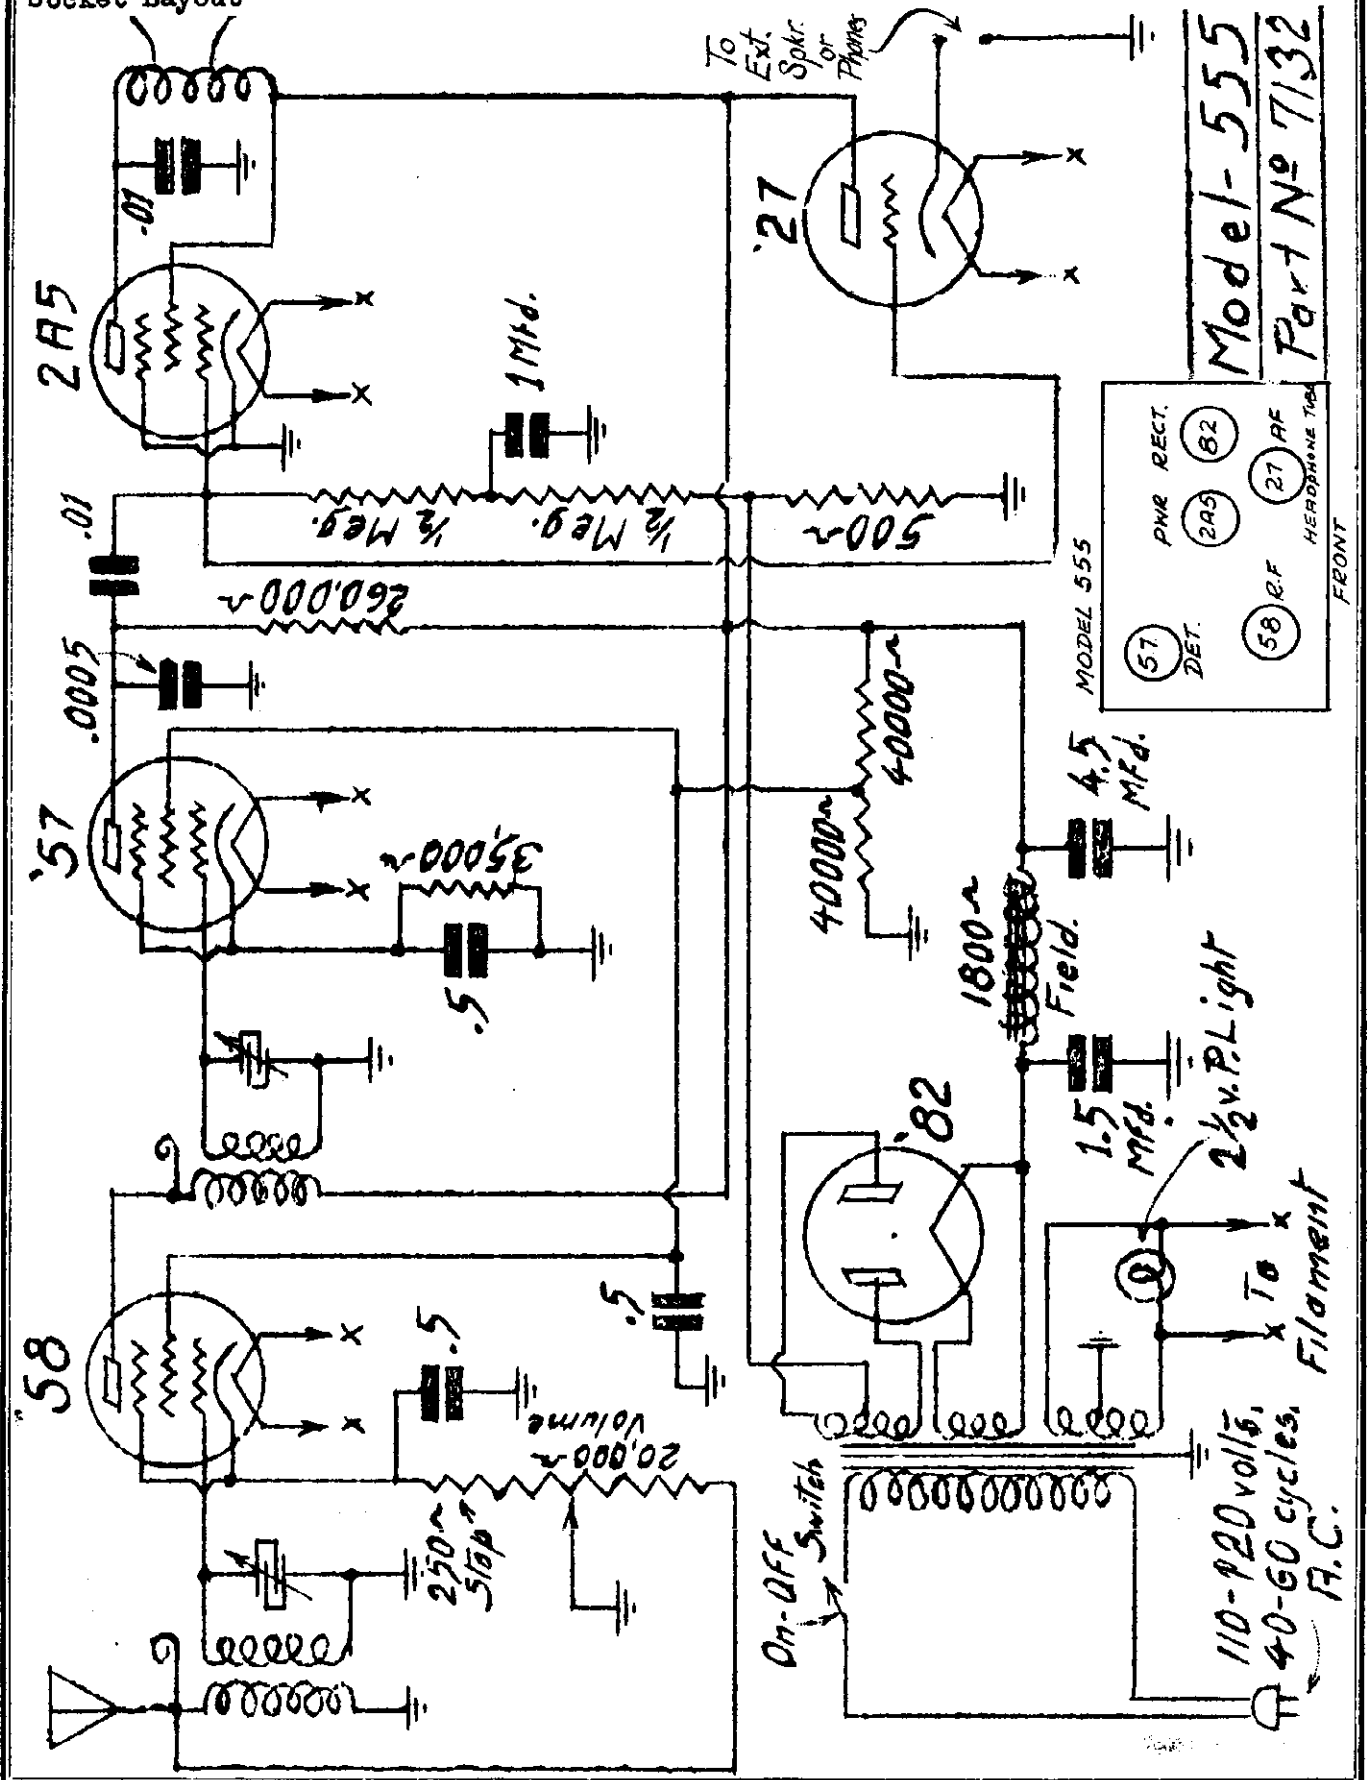 Socket Layout
'58
'57
2A5
.01
.0005
.01
250~
Stop
20,000~
Volume
.5
.5
.5
35,000~
260,000~
½ Meg.
½ Meg.
1 Mfd.
500~
'27
To
Ext.
Spkr.
or
Phones
On-OFF
Switch
'82
40000~
40000~
1800~
Field.
1.5
MFd.
4.5
MFd.
2½ v. P. Light
To
Filament
110-120 volts,
40-60 cycles,
A.C.
x x
x x
x x
x x
x x
MODEL 555
57
DET.
PWR
2A5
RECT.
82
58 R.F
27 AF
HEADPHONE TUBE
FRONT
Model-555
Part Nº 7132